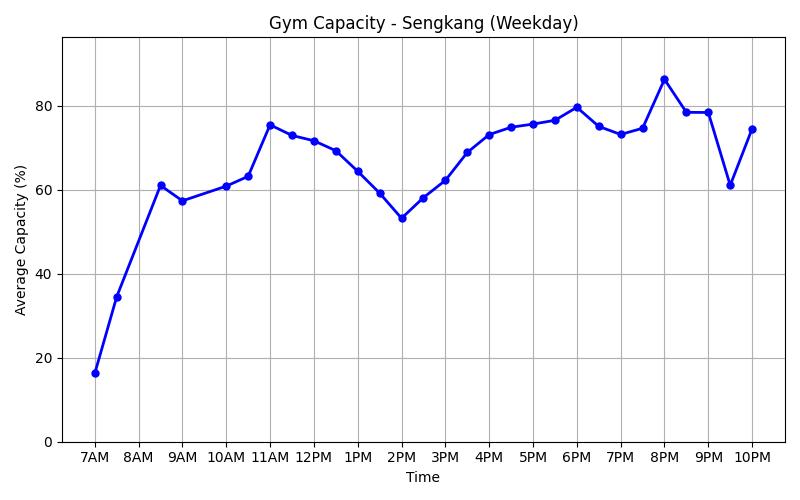 Gym Capacity - Sengkang (Weekday)
Average Capacity (%)
80
60
40
20
0
7AM 8AM 9AM 10AM 11AM 12PM 1PM 2PM 3PM 4PM 5PM 6PM 7PM 8PM 9PM 10PM
Time